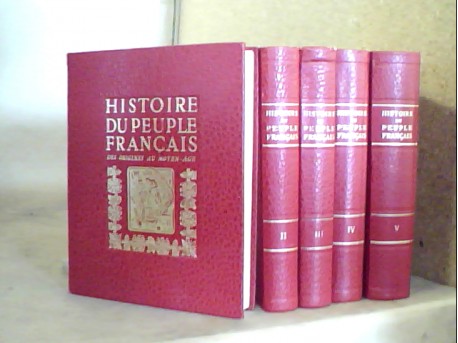 HISTOIRE
DU PEUPLE
FRANÇAIS
DES ORIGINES AU MOYEN-AGE
HISTOIRE
DU
PEUPLE
FRANÇAIS
II
HISTOIRE
DU
PEUPLE
FRANÇAIS
III
HISTOIRE
DU
PEUPLE
FRANÇAIS
IV
HISTOIRE
DU
PEUPLE
FRANÇAIS
V